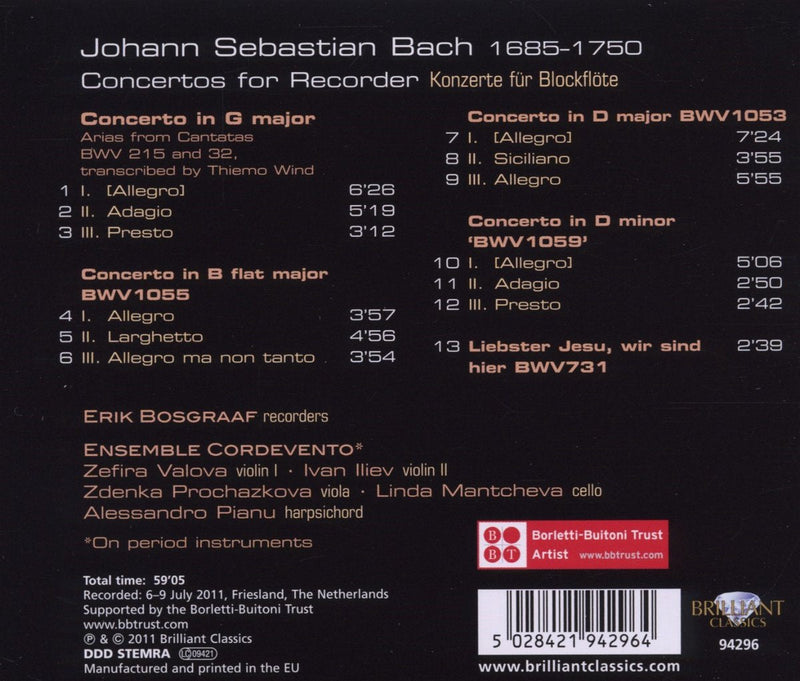 Johann Sebastian Bach 1685-1750
Concertos for Recorder Konzerte für Blockflöte
Concerto in G major
Arias from Cantatas
BWV 215 and 32,
transcribed by Thiemo Wind
1 I. [Allegro] 6'26
2 II. Adagio 5'19
3 III. Presto 3'12
Concerto in B flat major
BWV1055
4 I. Allegro 3'57
5 II. Larghetto 4'56
6 III. Allegro ma non tanto 3'54
Concerto in D major BWV1053
7 I. [Allegro] 7'24
8 II. Siciliano 3'55
9 III. Allegro 5'55
Concerto in D minor
‘BWV1059’
10 I. [Allegro] 5'06
11 II. Adagio 2'50
12 III. Presto 2'42
13 Liebster Jesu, wir sind 2'39
hier BWV731
Erik Bosgraaf recorders
Ensemble Cordevento*
Zefira Valova violin I · Ivan Iliev violin II
Zdenka Prochazkova viola · Linda Mantcheva cello
Alessandro Pianu harpsichord
*On period instruments
B
B T
Borletti-Buitoni Trust
Artist www.bbtrust.com
Total time: 59'05
Recorded: 6–9 July 2011, Friesland, The Netherlands
Supported by the Borletti-Buitoni Trust
www.bbtrust.com
℗ & © 2011 Brilliant Classics
DDD STEMRA LC 09421
Manufactured and printed in the EU
5 028421 942964
www.brilliantclassics.com
BRILLIANT
CLASSICS
94296